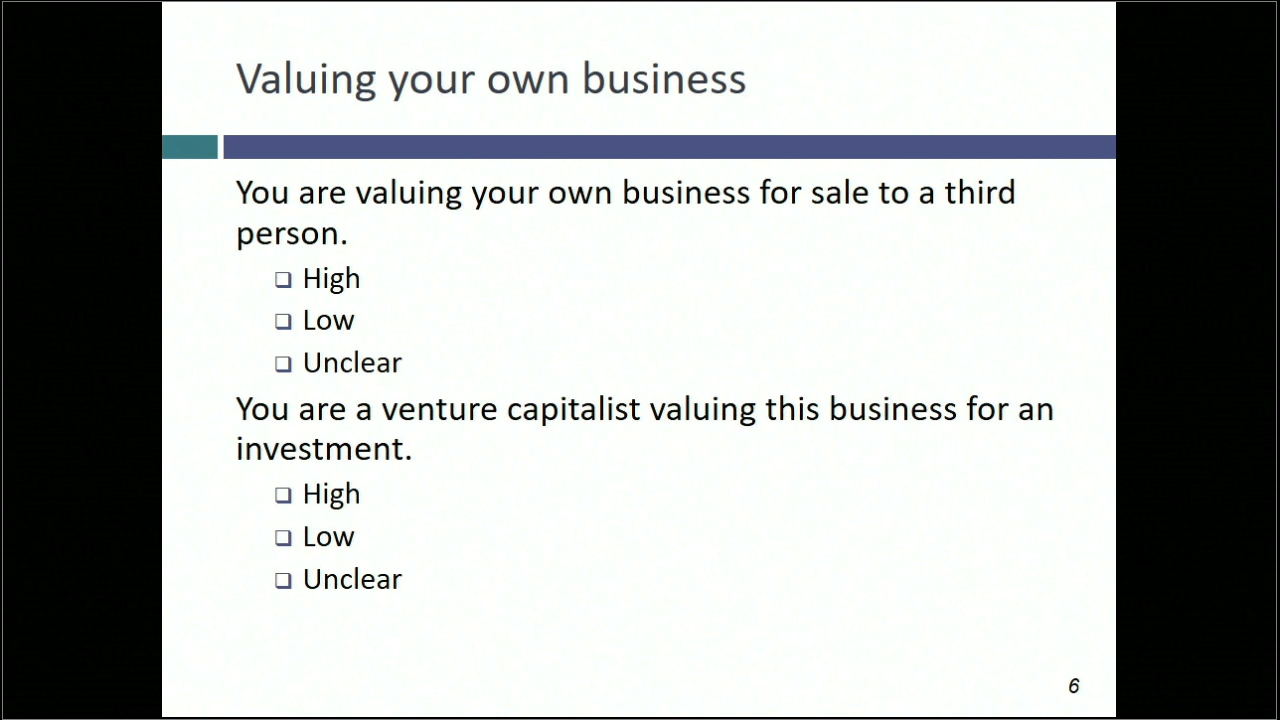 Valuing your own business
You are valuing your own business for sale to a third
person.
❑ High
❑ Low
❑ Unclear
You are a venture capitalist valuing this business for an
investment.
❑ High
❑ Low
❑ Unclear
6